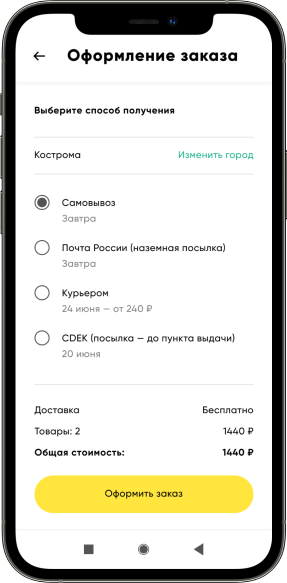 Оформление заказа
Выберите способ получения
Кострома Изменить город
Самовывоз
Завтра
Почта России (наземная посылка)
Завтра
Курьером
24 июня — от 240 ₽
CDEK (посылка — до пункта выдачи)
20 июня
Доставка Бесплатно
Товары: 2 1440 ₽
Общая стоимость: 1440 ₽
Оформить заказ